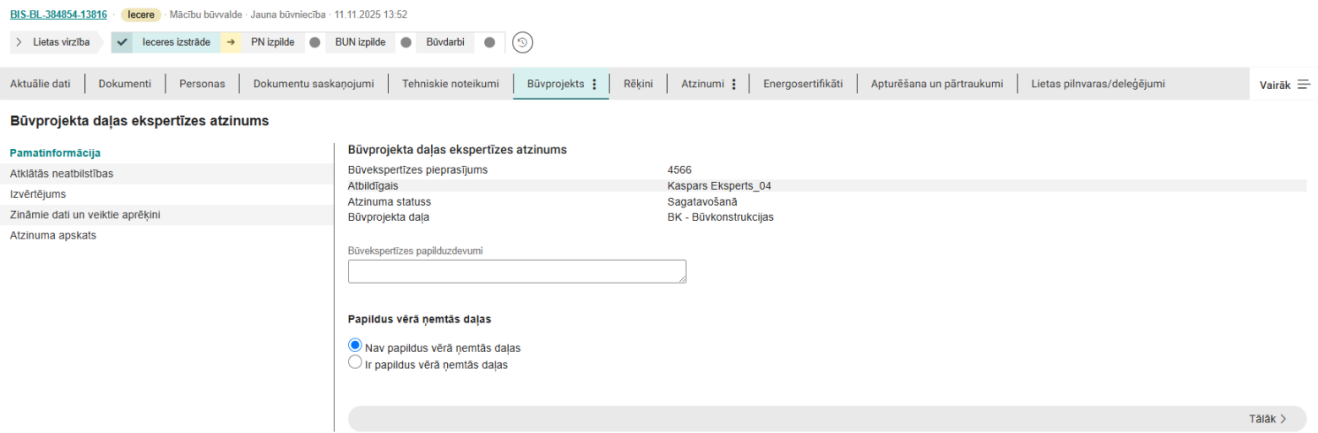 BIS-BL-384854-13816 · Iecere · Mācību būvvalde · Jauna būvniecība · 11.11.2025 13:52
Lietas virzība Ieceres izstrāde PN izpilde BUN izpilde Būvdarbi
Aktuālie dati Dokumenti Personas Dokumentu saskaņojumi Tehniskie noteikumi Būvprojekts Rēķini Atzinumi Energosertifikāti Apturēšana un pārtraukumi Lietas pilnvaras/deleģējumi Vairāk
Būvprojekta daļas ekspertīzes atzinums
Pamatinformācija
Atklātās neatbilstības
Izvērtējums
Zināmie dati un veiktie aprēķini
Atzinuma apskats
Būvprojekta daļas ekspertīzes atzinums
Būvekspertīzes pieprasījums 4566
Atbildīgais Kaspars Eksperts_04
Atzinuma statuss Sagatavošanā
Būvprojekta daļa BK - Būvkonstrukcijas
Būvekspertīzes papilduzdevumi
Papildus vērā ņemtās daļas
Nav papildus vērā ņemtās daļas
Ir papildus vērā ņemtās daļas
Tālāk